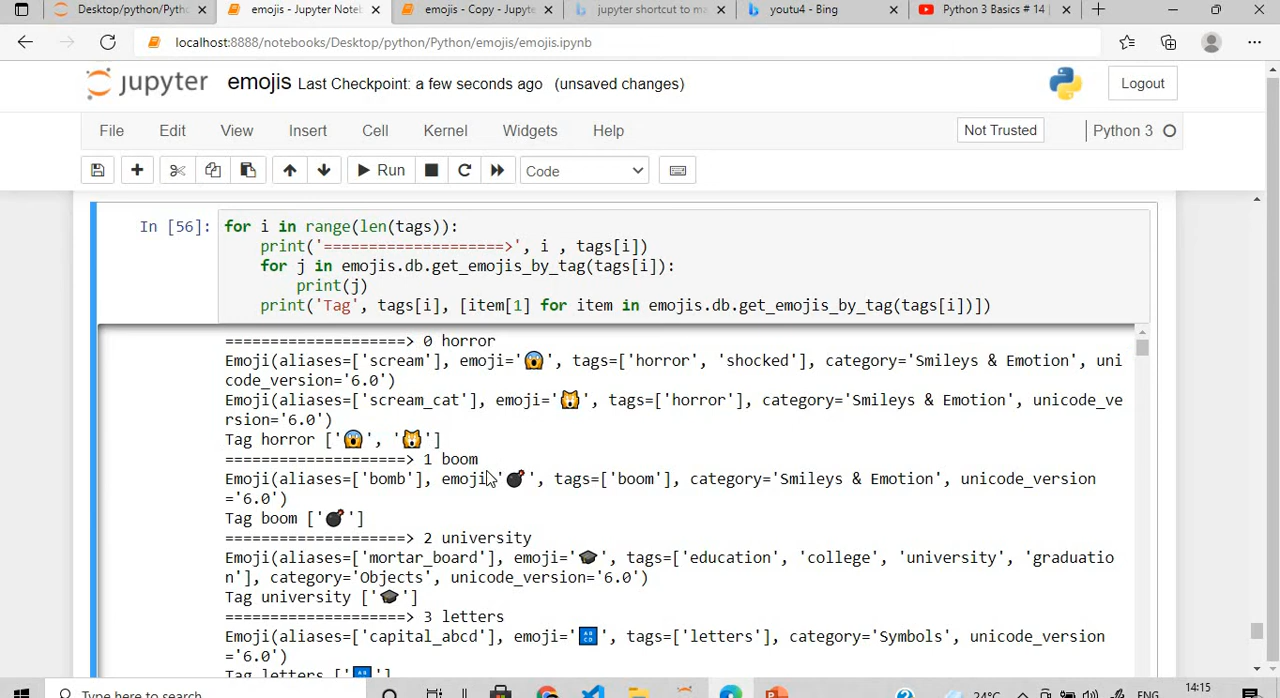 Desktop/python/Pytho
emojis - Jupyter Note
emojis - Copy - Jupyte
jupyter shortcut to ma
youtu4 - Bing
Python 3 Basics # 14 |
localhost:8888/notebooks/Desktop/python/Python/emojis/emojis.ipynb
jupyter emojis Last Checkpoint: a few seconds ago (unsaved changes)
Logout
File Edit View Insert Cell Kernel Widgets Help
Not Trusted
Python 3
Run
Code
In [56]:
for i in range(len(tags)):
    print('====================>', i , tags[i])
    for j in emojis.db.get_emojis_by_tag(tags[i]):
        print(j)
    print('Tag', tags[i], [item[1] for item in emojis.db.get_emojis_by_tag(tags[i])])
====================> 0 horror
Emoji(aliases=['scream'], emoji='😱', tags=['horror', 'shocked'], category='Smileys & Emotion', uni
code_version='6.0')
Emoji(aliases=['scream_cat'], emoji='🙀', tags=['horror'], category='Smileys & Emotion', unicode_ve
rsion='6.0')
Tag horror ['😱', '🙀']
====================> 1 boom
Emoji(aliases=['bomb'], emoji='💣', tags=['boom'], category='Smileys & Emotion', unicode_version
='6.0')
Tag boom ['💣']
====================> 2 university
Emoji(aliases=['mortar_board'], emoji='🎓', tags=['education', 'college', 'university', 'graduatio
n'], category='Objects', unicode_version='6.0')
Tag university ['🎓']
====================> 3 letters
Emoji(aliases=['capital_abcd'], emoji='🔠', tags=['letters'], category='Symbols', unicode_version
='6.0')
Tag letters ['🔠']
Type here to search
24°C
ENG
14:15